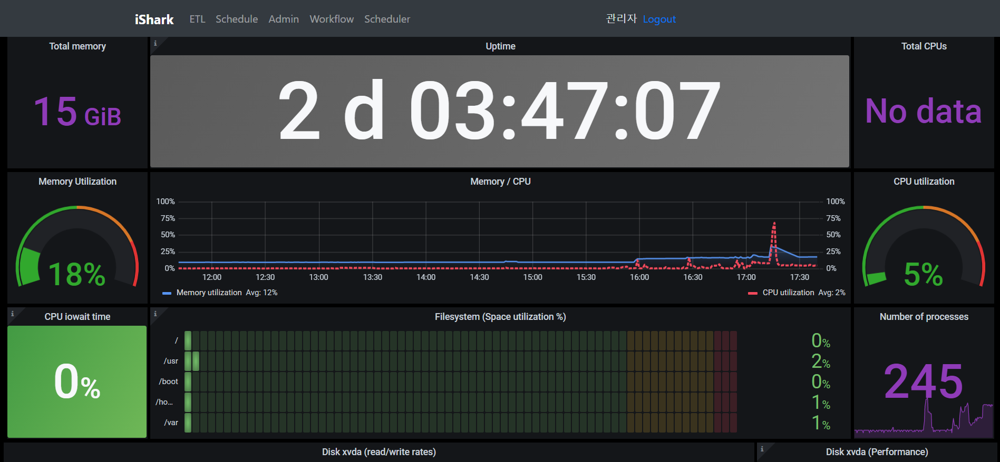 iShark ETL Schedule Admin Workflow Scheduler 관리자 Logout
Total memory
15 GiB
Uptime
2 d 03:47:07
Total CPUs
No data
Memory Utilization
18%
Memory / CPU
100%
75%
50%
25%
0%
100%
75%
50%
25%
0%
12:00 12:30 13:00 13:30 14:00 14:30 15:00 15:30 16:00 16:30 17:00 17:30
Memory utilization Avg: 12%
CPU utilization Avg: 2%
CPU utilization
5%
CPU iowait time
0%
Filesystem (Space utilization %)
/ 0%
/usr 2%
/boot 0%
/ho... 1%
/var 1%
Number of processes
245
Disk xvda (read/write rates)
Disk xvda (Performance)